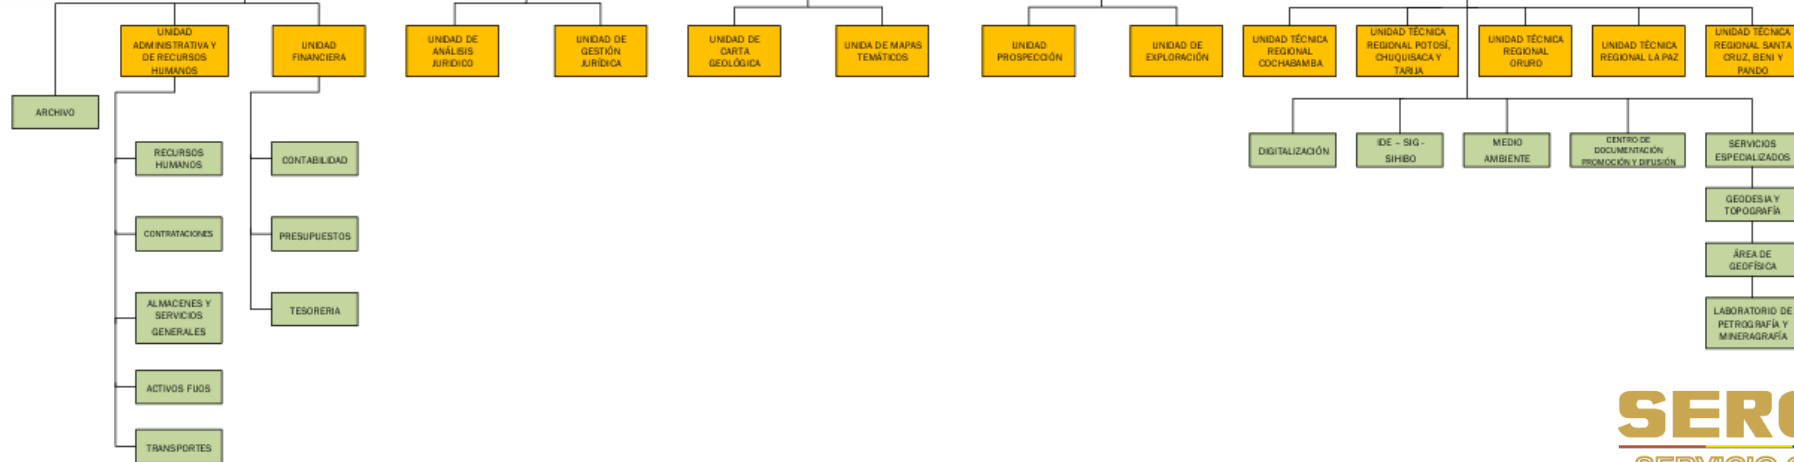 UNIDAD
ADMINISTRATIVA Y
DE RECURSOS
HUMANOS
UNIDAD
FINANCIERA
UNIDAD DE
ANÁLISIS
JURIDICO
UNIDAD DE
GESTIÓN
JURÍDICA
UNIDAD DE
CARTA
GEOLÓGICA
UNIDA DE MAPAS
TEMÁTICOS
UNIDAD
PROSPECCIÓN
UNIDAD DE
EXPLORACIÓN
UNIDAD TÉCNICA
REGIONAL
COCHABAMBA
UNIDAD TÉCNICA
REGIONAL POTOSÍ,
CHUQUISACA Y
TARIJA
UNIDAD TÉCNICA
REGIONAL
ORURO
UNIDAD TÉCNICA
REGIONAL LA PAZ
UNIDAD TÉCNICA
REGIONAL SANTA
CRUZ, BENI Y
PANDO
ARCHIVO
RECURSOS
HUMANOS
CONTRATACIONES
ALMACENES Y
SERVICIOS
GENERALES
ACTIVOS FIJOS
TRANSPORTES
CONTABILIDAD
PRESUPUESTOS
TESORERIA
DIGITALIZACIÓN
IDE – SIG -
SIHIBO
MEDIO
AMBIENTE
CENTRO DE
DOCUMENTACIÓN
PROMOCIÓN Y DIFUSIÓN
SERVICIOS
ESPECIALIZADOS
GEODESIA Y
TOPOGRAFÍA
ÁREA DE
GEOFÍSICA
LABORATORIO DE
PETROGRAFÍA Y
MINERAGRAFÍA
SERG
SERVICIO